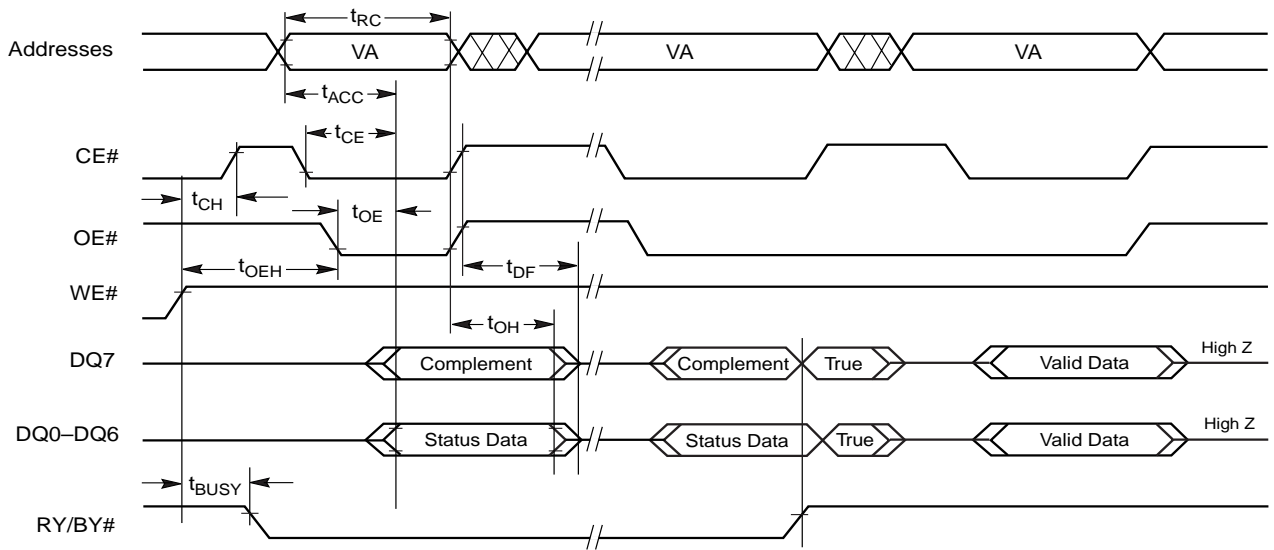 tRC
Addresses VA VA VA
tACC
tCE
CE#
tCH tOE
OE#
tOEH tDF
WE#
tOH
DQ7 Complement Complement True Valid Data High Z
DQ0–DQ6 Status Data Status Data True Valid Data High Z
tBUSY
RY/BY#